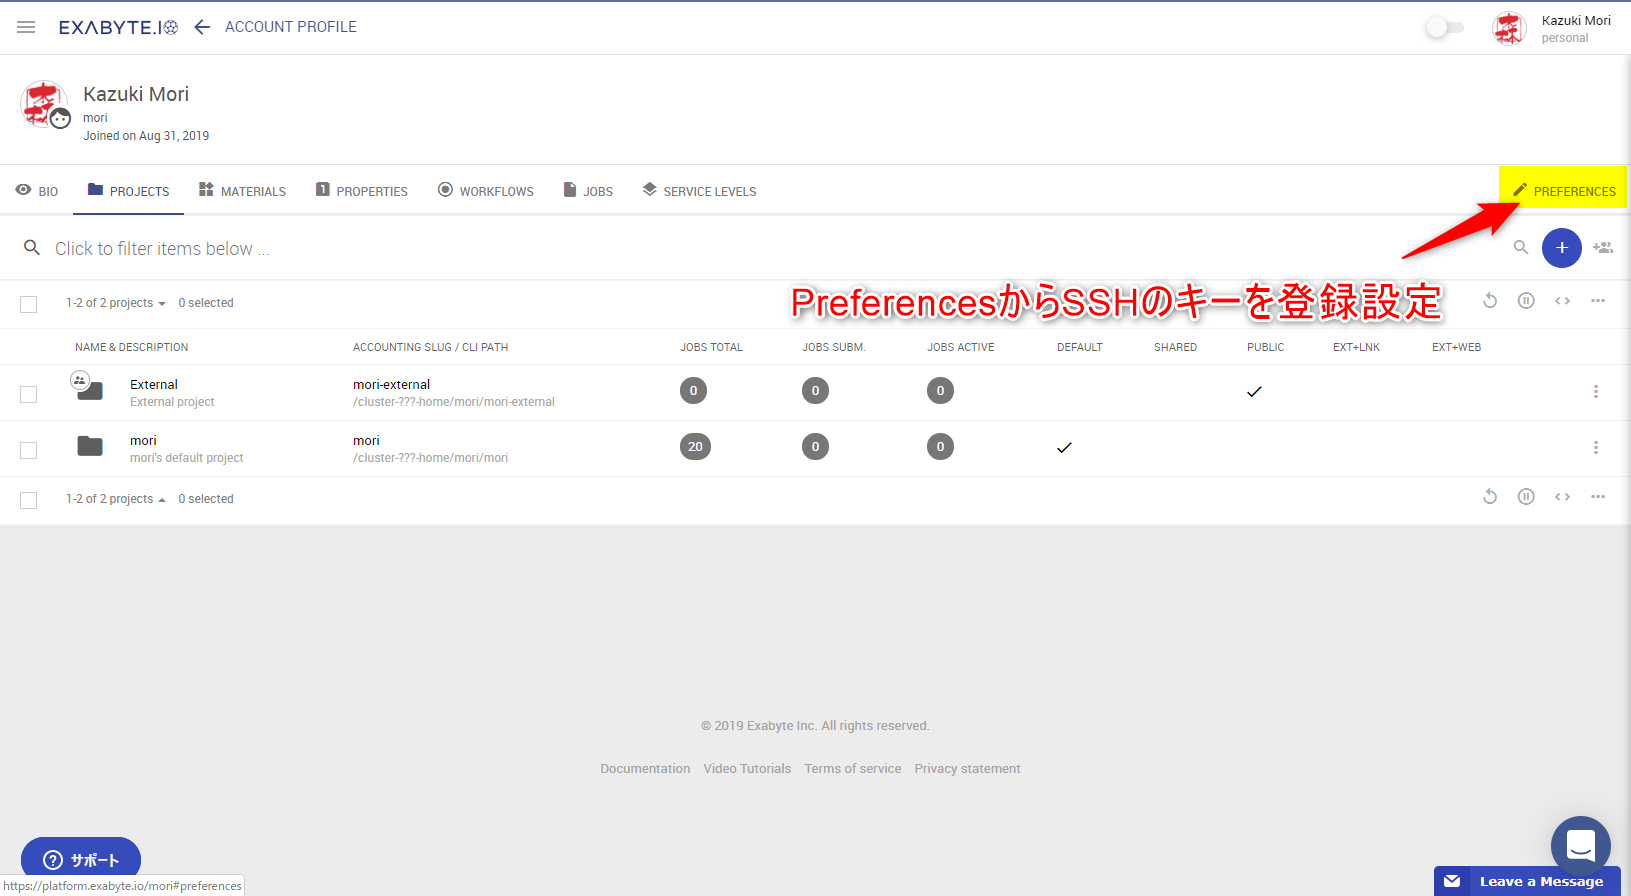 EXABYTE.IO ACCOUNT PROFILE
Kazuki Mori
personal
Kazuki Mori
mori
Joined on Aug 31, 2019
BIO PROJECTS MATERIALS 1 PROPERTIES WORKFLOWS JOBS SERVICE LEVELS PREFERENCES
Click to filter items below ...
1-2 of 2 projects 0 selected
PreferencesからSSHのキーを登録設定
NAME & DESCRIPTION ACCOUNTING SLUG / CLI PATH JOBS TOTAL JOBS SUBM. JOBS ACTIVE DEFAULT SHARED PUBLIC EXT+LNK EXT+WEB
External mori-external 0 0 0
External project /cluster-???-home/mori/mori-external
mori mori 20 0 0
mori's default project /cluster-???-home/mori/mori
1-2 of 2 projects 0 selected
© 2019 Exabyte Inc. All rights reserved.
Documentation Video Tutorials Terms of service Privacy statement
サポート
https://platform.exabyte.io/mori#preferences
Leave a Message